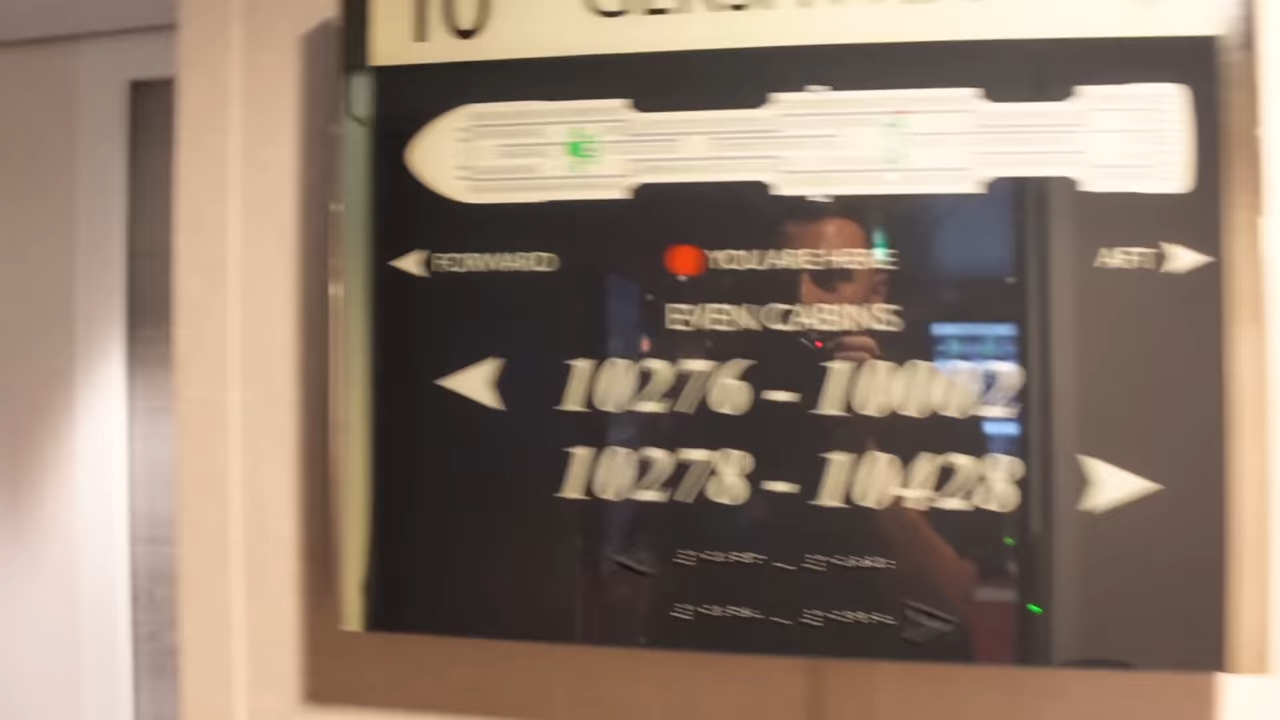 10
FORWARD YOU ARE HERE AFT
EVEN CABINS
10276 – 10002
10278 – 10428